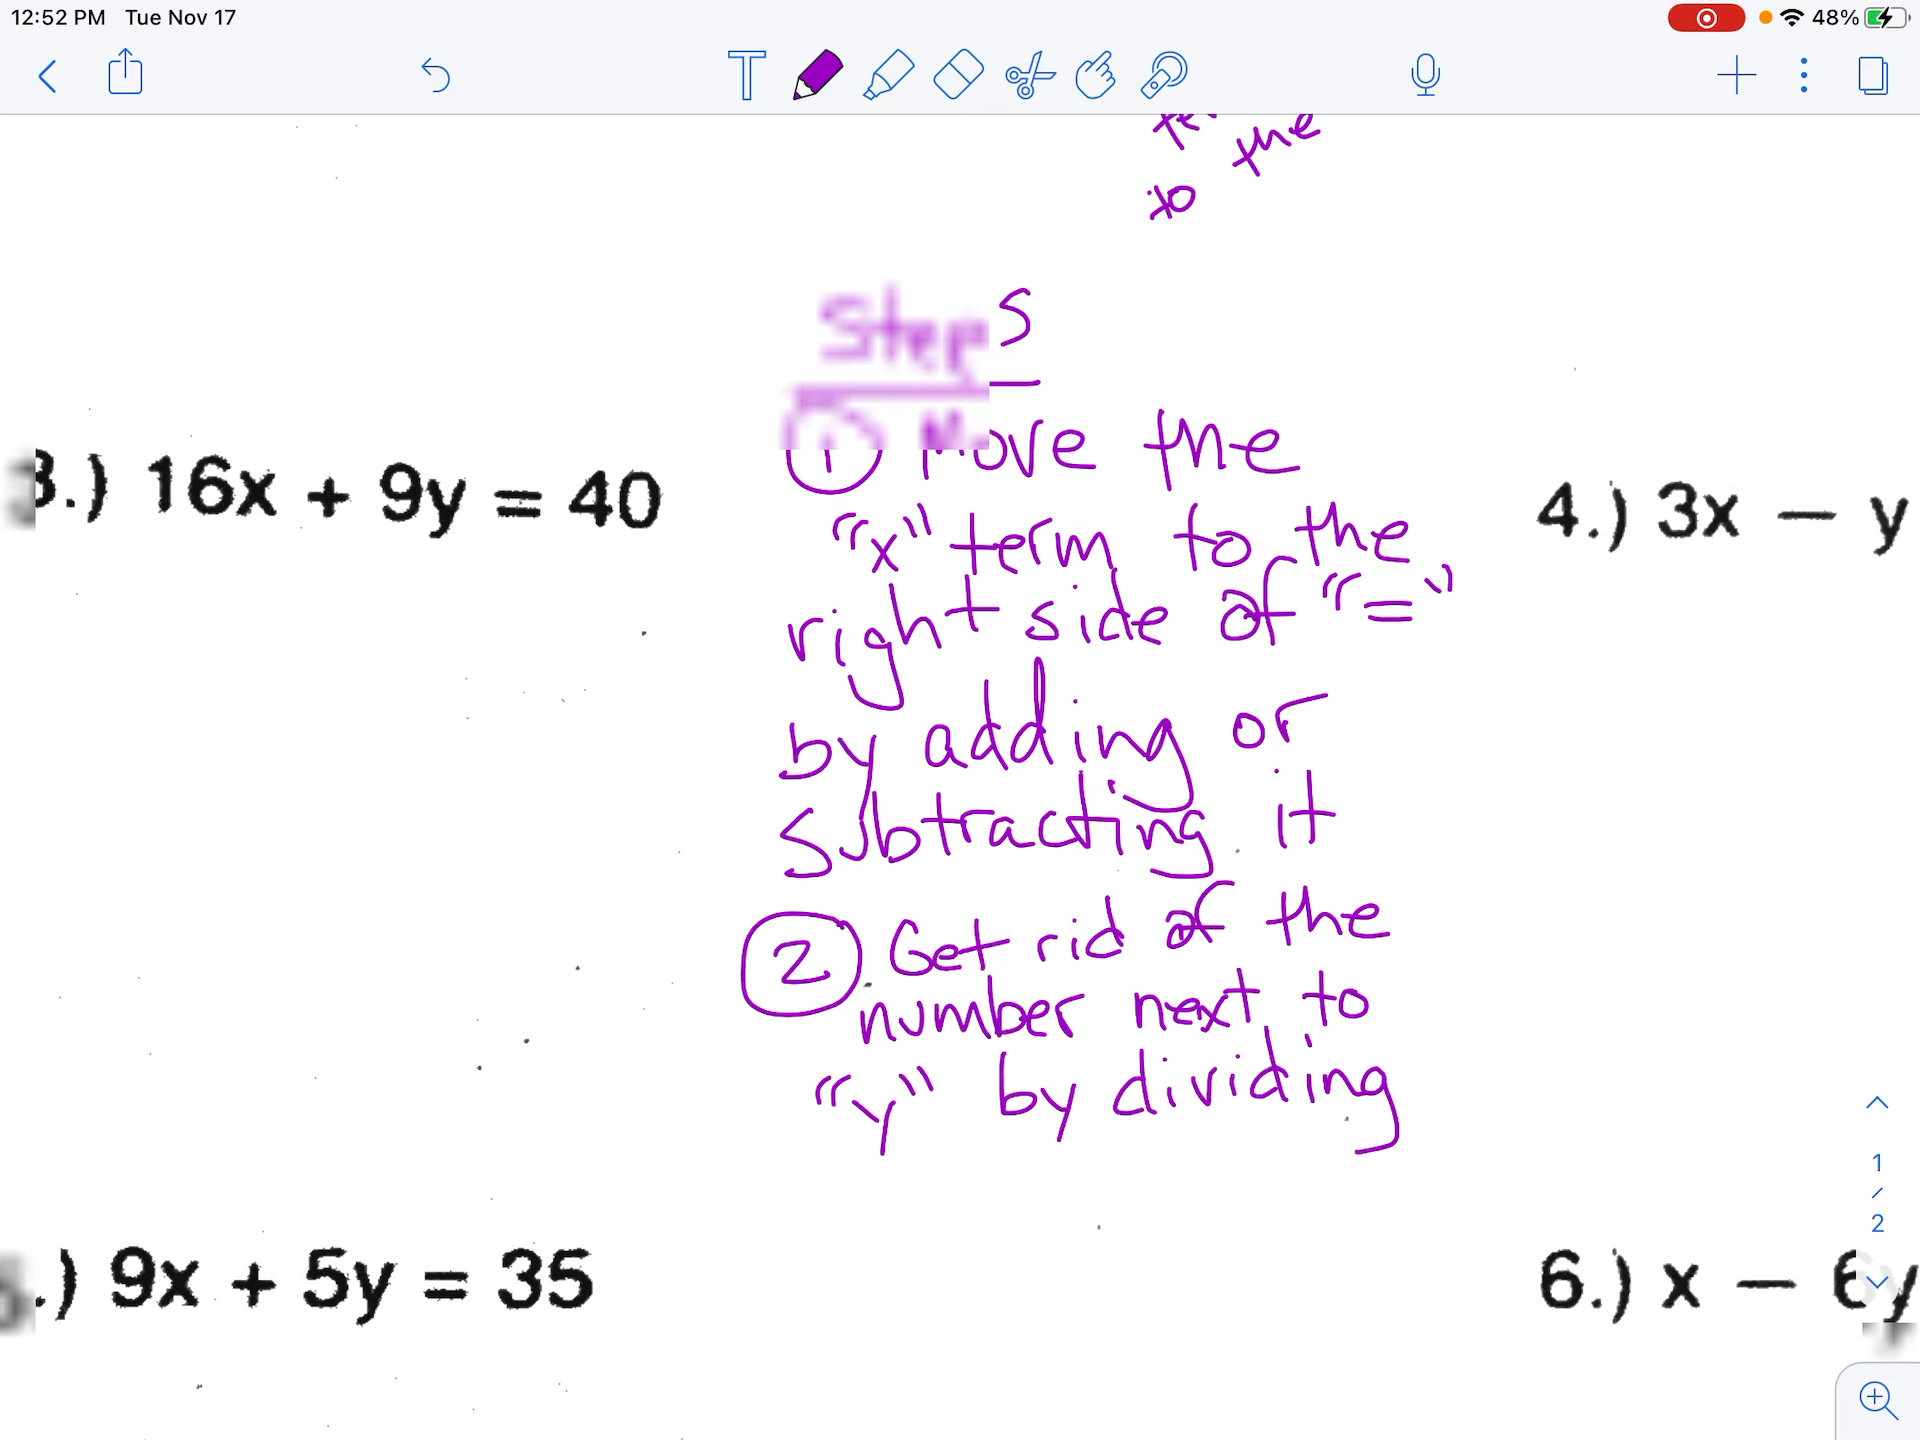 12:52 PM Tue Nov 17
48%
T
the
to
Steps
① Move the
"x" term to the
right side of "="
by adding or
subtracting it
② Get rid of the
number next to
"y" by dividing
3.) 16x + 9y = 40
4.) 3x − y
.) 9x + 5y = 35
6.) x − 6y
1
/
2